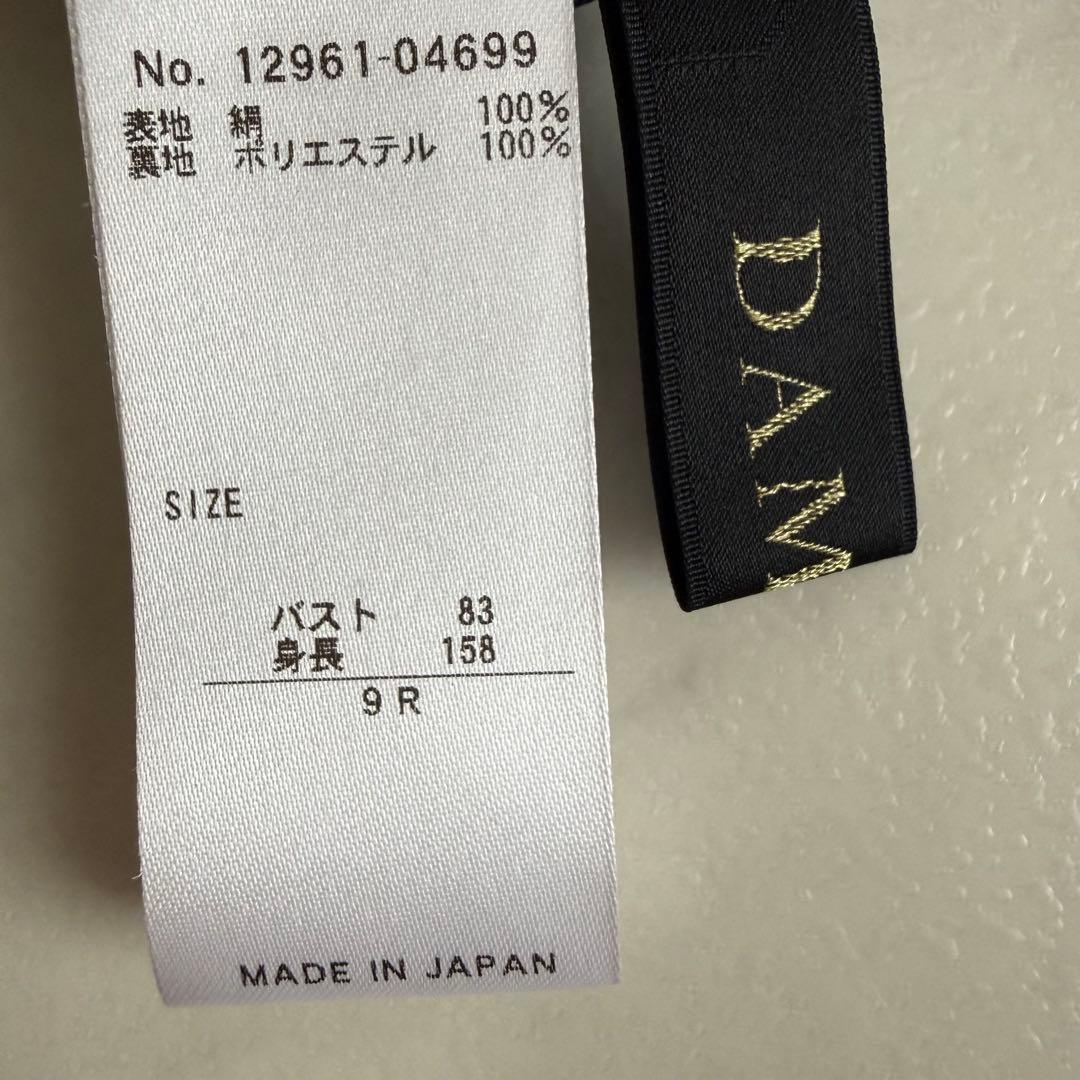 No. 12961-04699
表地 絹 100%
裏地 ポリエステル 100%
SIZE
バスト 83
身長 158
9R
MADE IN JAPAN
DAM